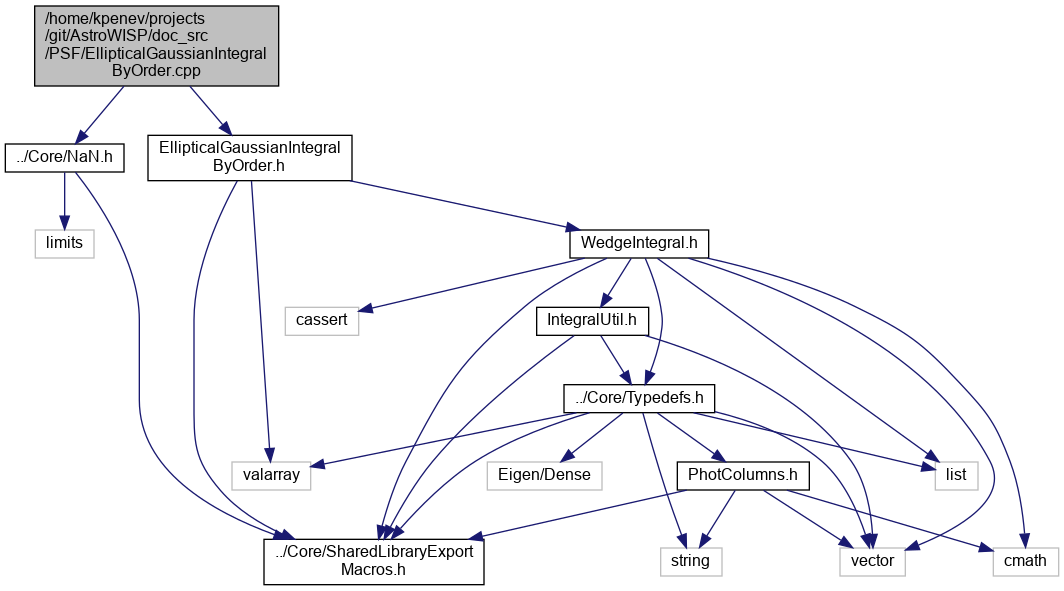 /home/kpenev/projects
/git/AstroWISP/doc_src
/PSF/EllipticalGaussianIntegral
ByOrder.cpp
../Core/NaN.h
EllipticalGaussianIntegral
ByOrder.h
limits
WedgeIntegral.h
cassert
IntegralUtil.h
../Core/Typedefs.h
valarray
Eigen/Dense
PhotColumns.h
list
../Core/SharedLibraryExport
Macros.h
string
vector
cmath